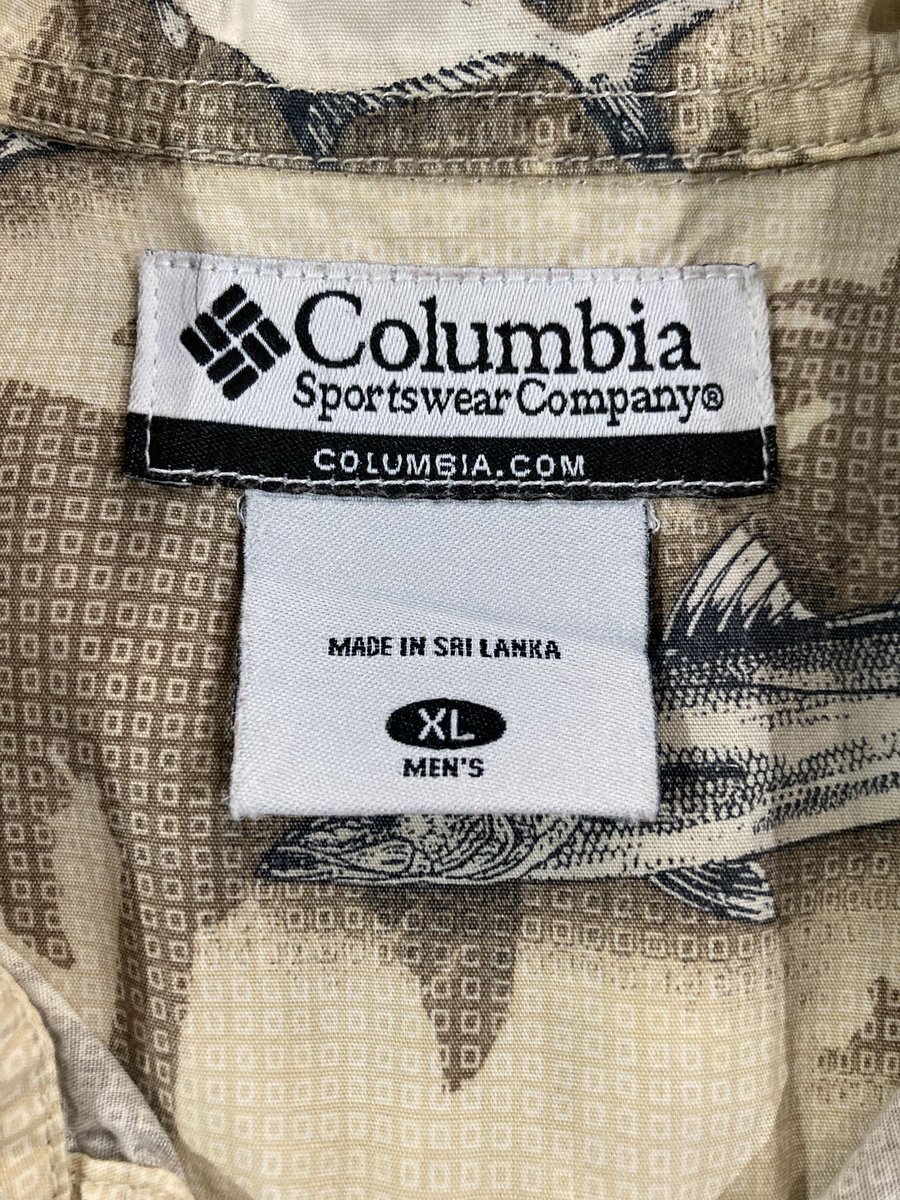 Columbia
Sportswear Company®
COLUMBIA.COM
MADE IN SRI LANKA
XL
MEN'S